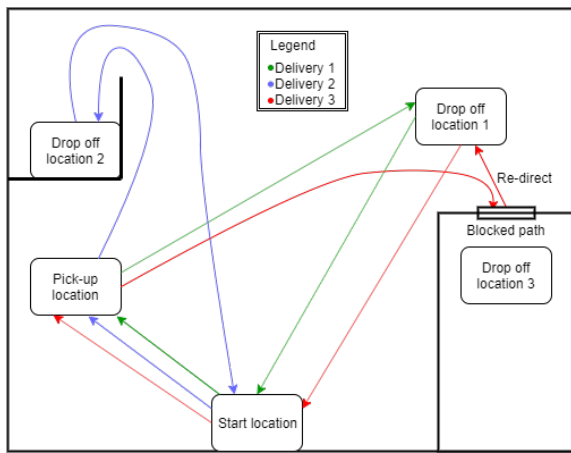 Legend
Delivery 1
Delivery 2
Delivery 3
Drop off
location 1
Drop off
location 2
Re-direct
Blocked path
Drop off
location 3
Pick-up
location
Start location